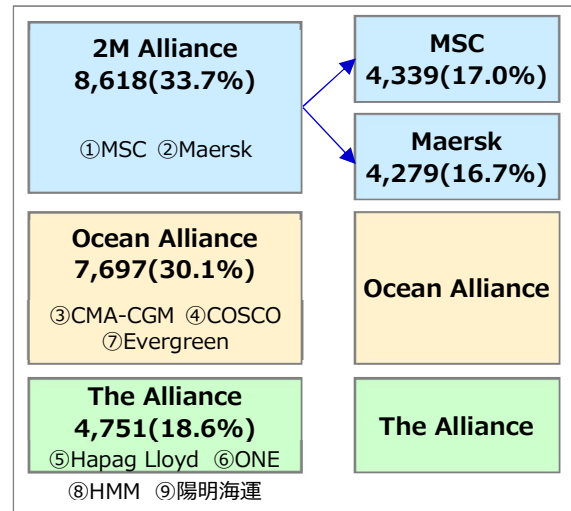 2M Alliance
8,618(33.7%)
①MSC ②Maersk
MSC
4,339(17.0%)
Maersk
4,279(16.7%)
Ocean Alliance
7,697(30.1%)
③CMA-CGM ④COSCO
⑦Evergreen
Ocean Alliance
The Alliance
4,751(18.6%)
⑤Hapag Lloyd ⑥ONE
⑧HMM ⑨陽明海運
The Alliance